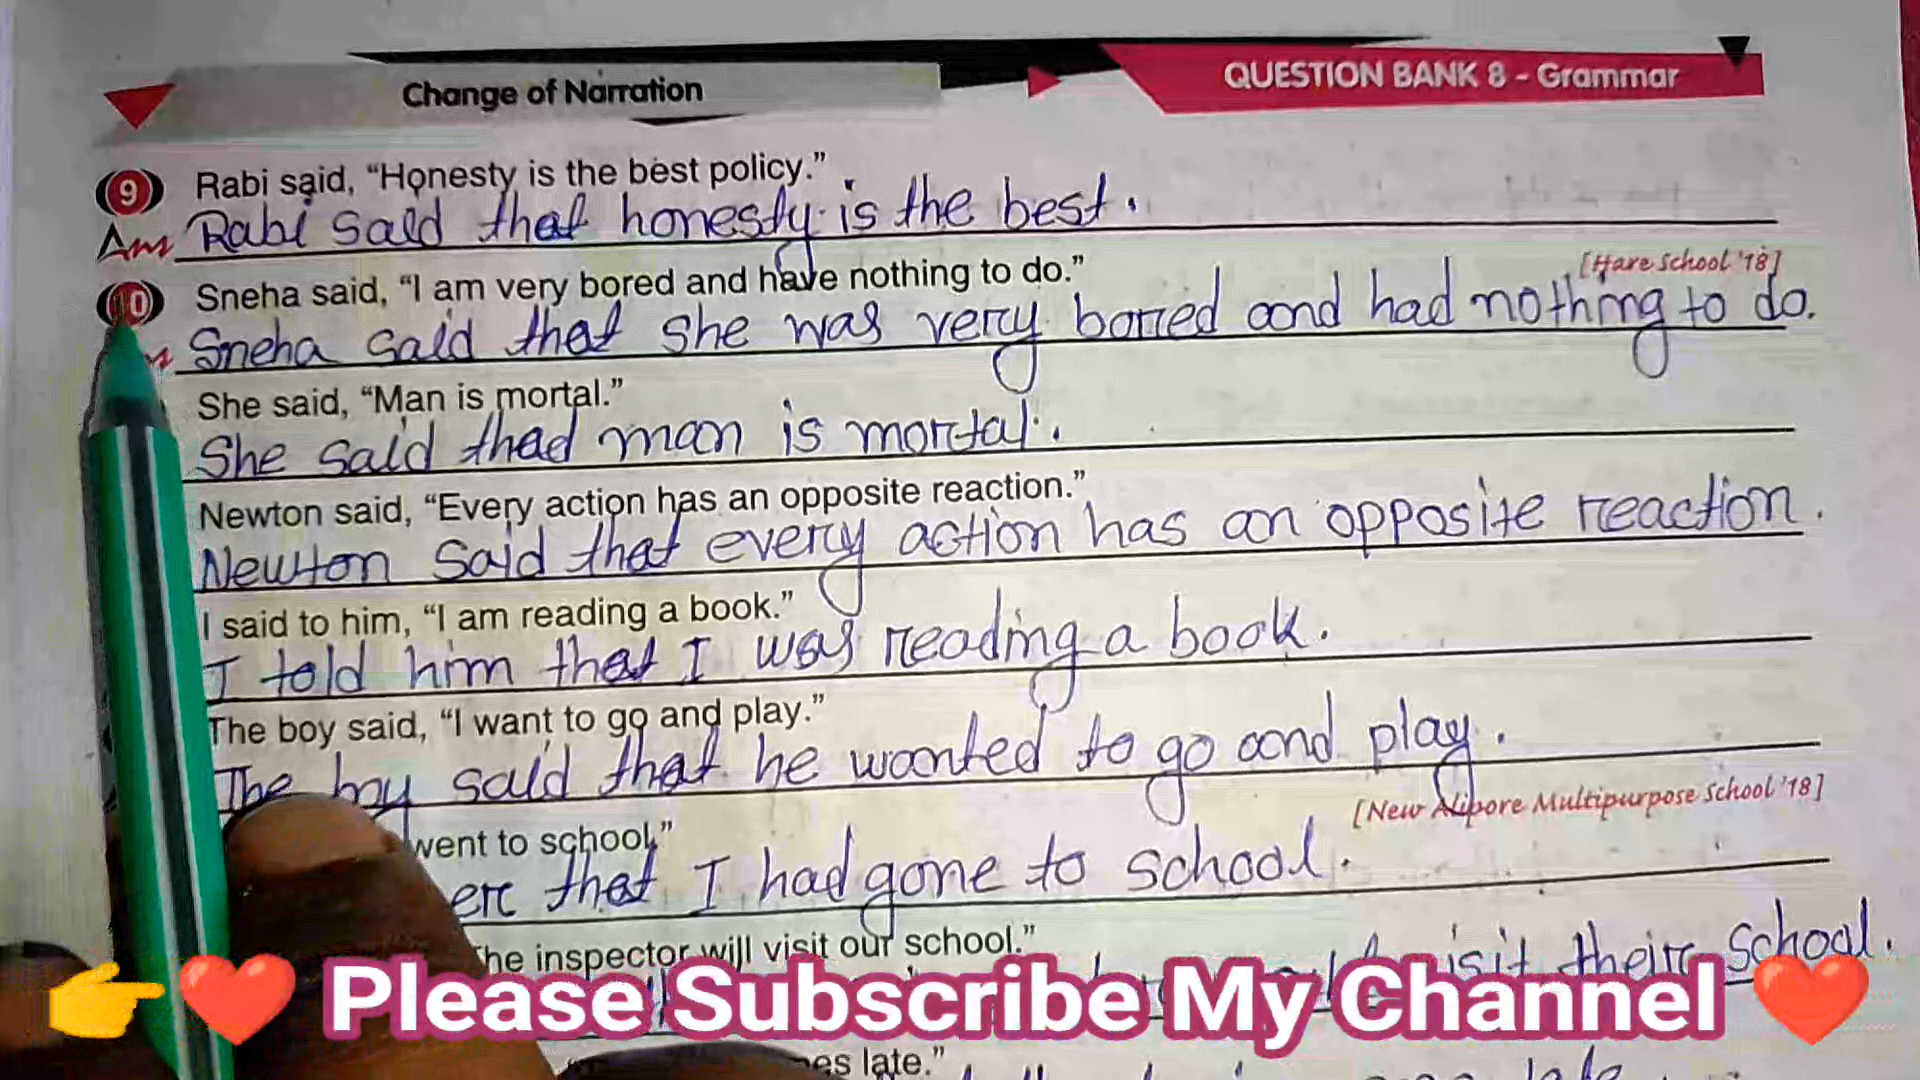 Change of Narration
QUESTION BANK 8 - Grammar
9 Rabi said, “Honesty is the best policy.”
Ans Rabi said that honesty is the best.
[Hare School '18]
10 Sneha said, “I am very bored and have nothing to do.”
Sneha said that she was very bored and had nothing to do.
She said, “Man is mortal.”
She said that man is mortal.
Newton said, “Every action has an opposite reaction.”
Newton said that every action has an opposite reaction.
I said to him, “I am reading a book.”
I told him that I was reading a book.
The boy said, “I want to go and play.”
The boy said that he wanted to go and play.
[New Alipore Multipurpose School '18]
went to school.”
that I had gone to school.
The inspector will visit our school.”
visit their school.
👉❤️ Please Subscribe My Channel ❤️
late.”